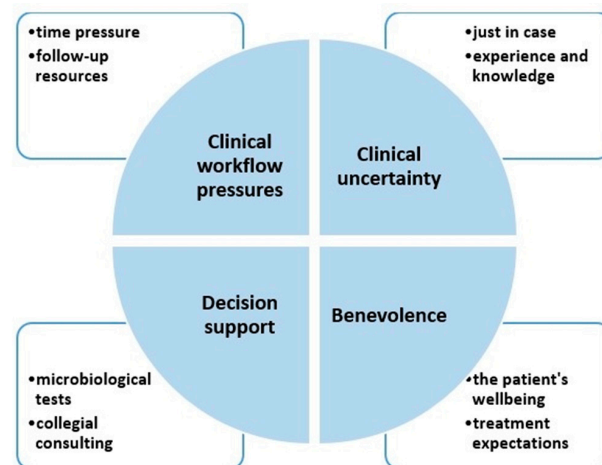 •time pressure
•follow-up
resources
•just in case
•experience and
knowledge
Clinical
workflow
pressures
Clinical
uncertainty
Decision
support
Benevolence
•microbiological
tests
•collegial
consulting
•the patient's
wellbeing
•treatment
expectations